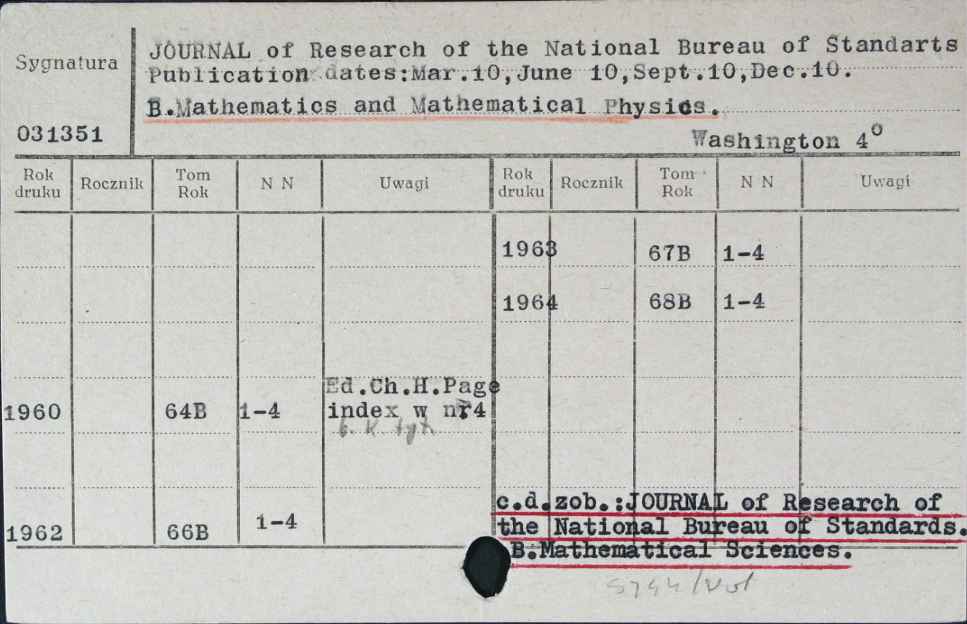 Sygnatura
031351
JOURNAL of Research of the National Bureau of Standarts
Publication dates:Mar.10,June 10,Sept.10,Dec.10.
B.Mathematics and Mathematical Physics.
Washington 4°
Rok druku Rocznik Tom Rok N N Uwagi Rok druku Rocznik Tom Rok N N Uwagi
1963 67B 1-4
1964 68B 1-4
Ed.Ch.H.Page
1960 64B 1-4 index w nr4
b. k. tyt.
1962 66B 1-4
c.d.zob.:JOURNAL of Research of
the National Bureau of Standards.
B.Mathematical Sciences.